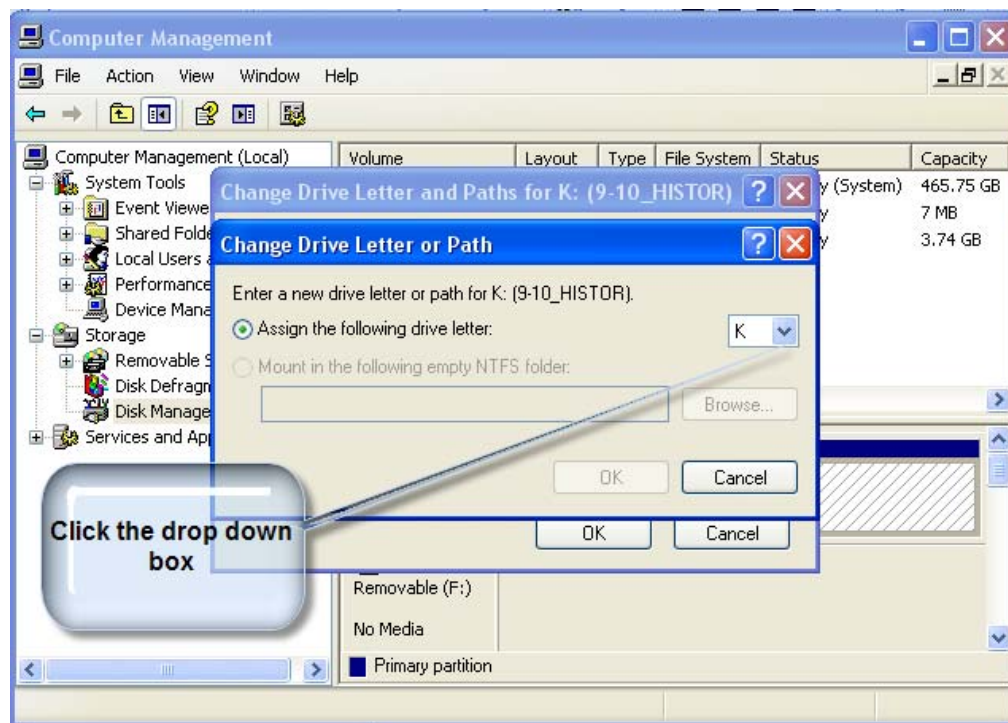 Computer Management
File Action View Window Help
Computer Management (Local)
System Tools
Event Viewe
Shared Folde
Local Users a
Performance
Device Mana
Storage
Removable S
Disk Defragn
Disk Manage
Services and App
Volume Layout Type File System Status Capacity
y (System) 465.75 GB
y 7 MB
y 3.74 GB
Change Drive Letter and Paths for K: (9-10_HISTOR)
Change Drive Letter or Path
Enter a new drive letter or path for K: (9-10_HISTOR).
Assign the following drive letter: K
Mount in the following empty NTFS folder:
Browse...
OK Cancel
OK Cancel
Click the drop down
box
Removable (F:)
No Media
Primary partition